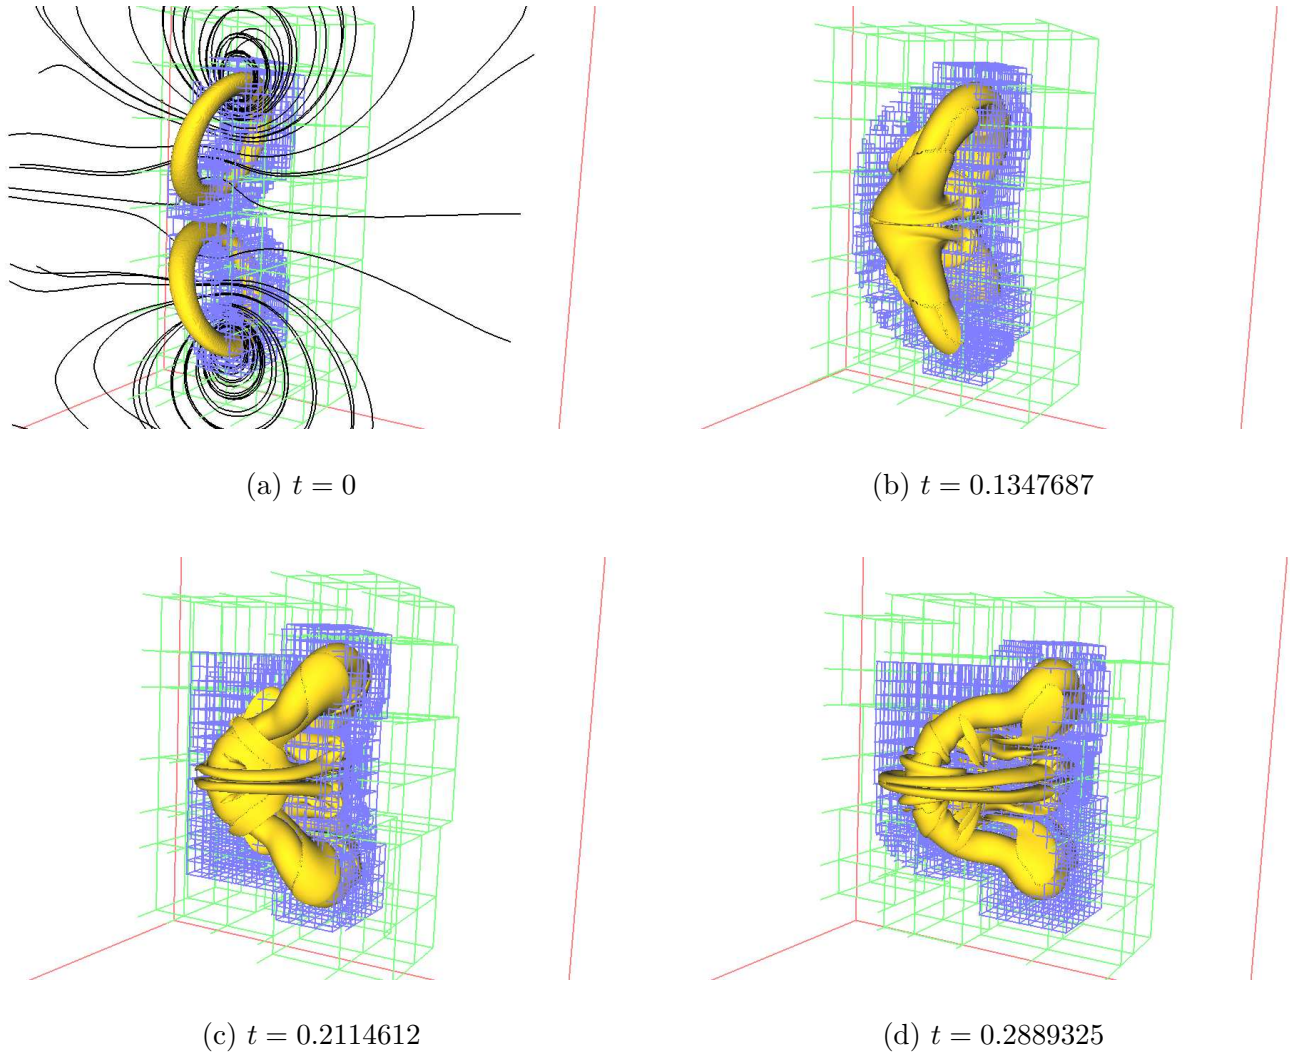 (a) t = 0
(b) t = 0.1347687
(c) t = 0.2114612
(d) t = 0.2889325